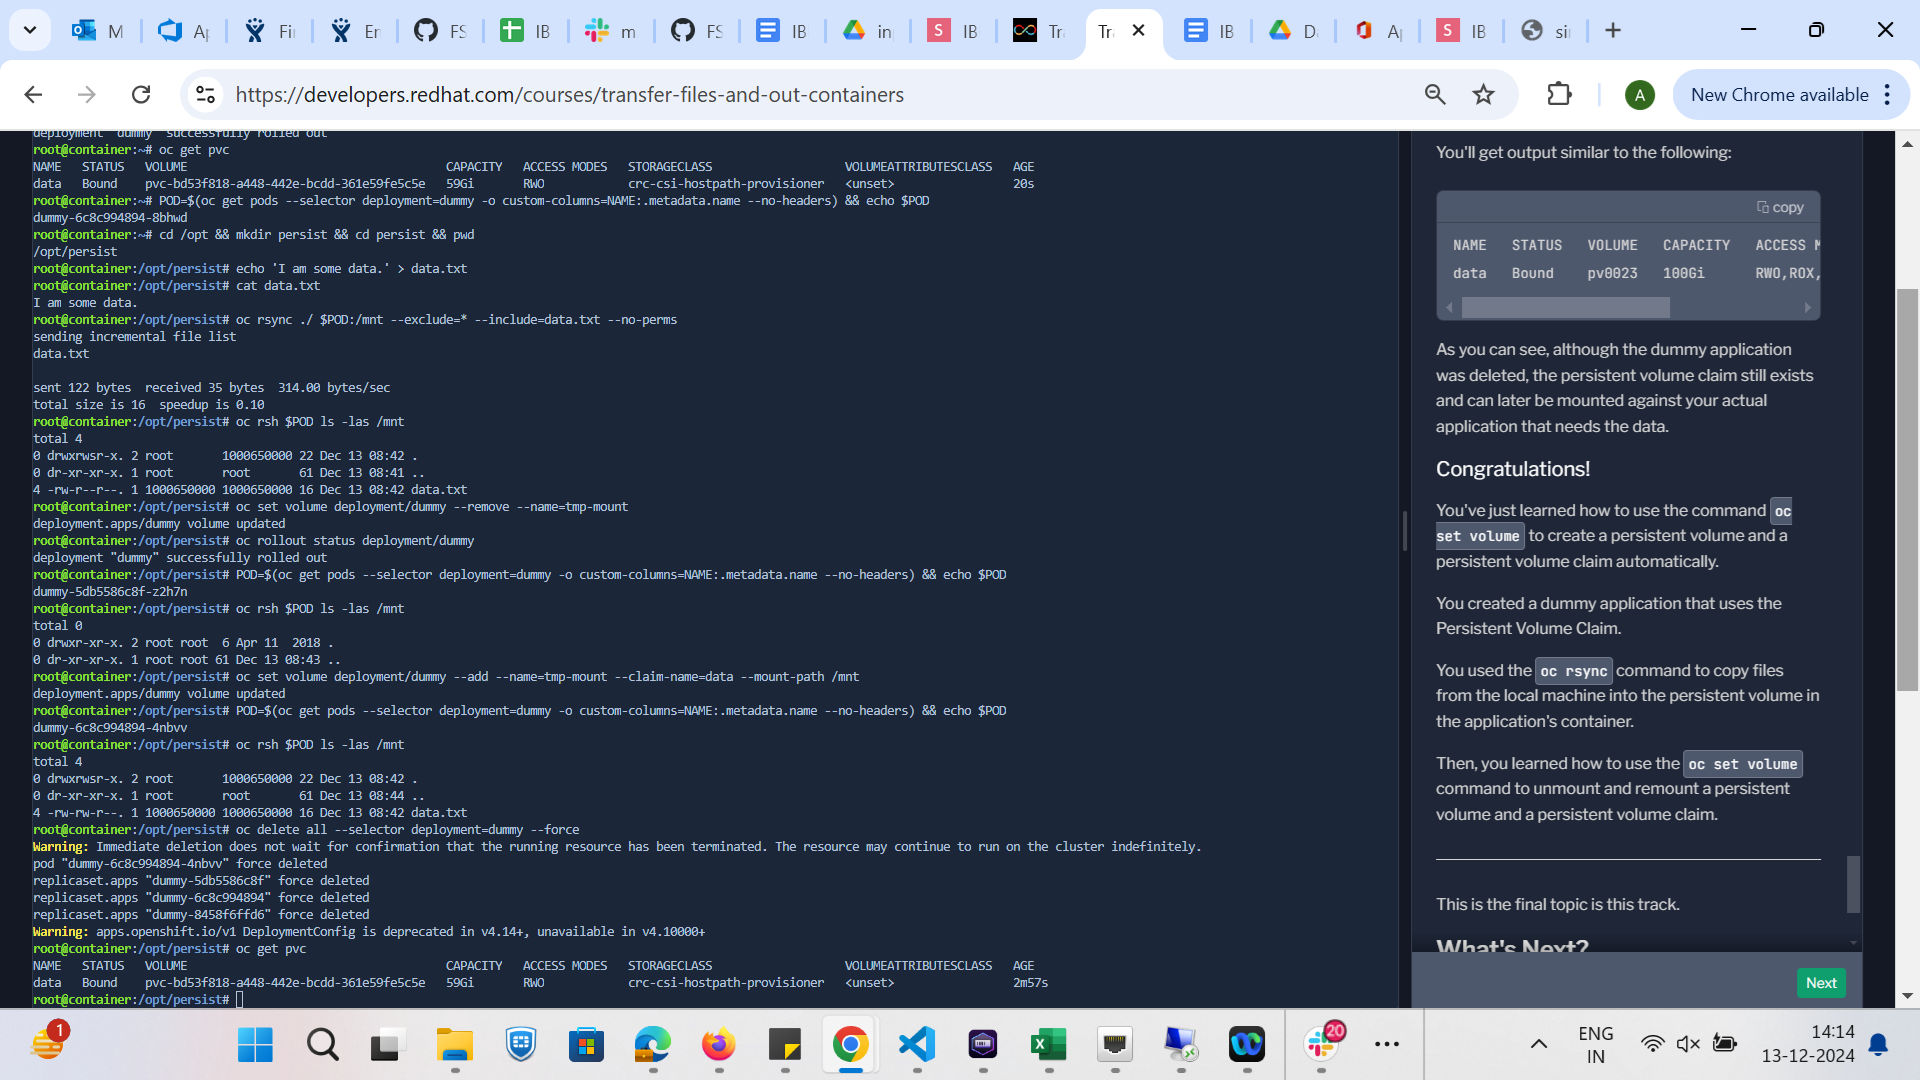 M
Ap
Fi
En
FS
IB
m
FS
IB
in
IB
Tra
Tra
IB
Da
Ap
IB
sin
https://developers.redhat.com/courses/transfer-files-and-out-containers
A
New Chrome available
deployment "dummy" successfully rolled out
root@container:~# oc get pvc
NAME STATUS VOLUME CAPACITY ACCESS MODES STORAGECLASS VOLUMEATTRIBUTESCLASS AGE
data Bound pvc-bd53f818-a448-442e-bcdd-361e59fe5c5e 59Gi RWO crc-csi-hostpath-provisioner <unset> 20s
root@container:~# POD=$(oc get pods --selector deployment=dummy -o custom-columns=NAME:.metadata.name --no-headers) && echo $POD
dummy-6c8c994894-8bhwd
root@container:~# cd /opt && mkdir persist && cd persist && pwd
/opt/persist
root@container:/opt/persist# echo 'I am some data.' > data.txt
root@container:/opt/persist# cat data.txt
I am some data.
root@container:/opt/persist# oc rsync ./ $POD:/mnt --exclude=* --include=data.txt --no-perms
sending incremental file list
data.txt
sent 122 bytes received 35 bytes 314.00 bytes/sec
total size is 16 speedup is 0.10
root@container:/opt/persist# oc rsh $POD ls -las /mnt
total 4
0 drwxrwsr-x. 2 root 1000650000 22 Dec 13 08:42 .
0 dr-xr-xr-x. 1 root root 61 Dec 13 08:41 ..
4 -rw-r--r--. 1 1000650000 1000650000 16 Dec 13 08:42 data.txt
root@container:/opt/persist# oc set volume deployment/dummy --remove --name=tmp-mount
deployment.apps/dummy volume updated
root@container:/opt/persist# oc rollout status deployment/dummy
deployment "dummy" successfully rolled out
root@container:/opt/persist# POD=$(oc get pods --selector deployment=dummy -o custom-columns=NAME:.metadata.name --no-headers) && echo $POD
dummy-5db5586c8f-z2h7n
root@container:/opt/persist# oc rsh $POD ls -las /mnt
total 0
0 drwxr-xr-x. 2 root root 6 Apr 11 2018 .
0 dr-xr-xr-x. 1 root root 61 Dec 13 08:43 ..
root@container:/opt/persist# oc set volume deployment/dummy --add --name=tmp-mount --claim-name=data --mount-path /mnt
deployment.apps/dummy volume updated
root@container:/opt/persist# POD=$(oc get pods --selector deployment=dummy -o custom-columns=NAME:.metadata.name --no-headers) && echo $POD
dummy-6c8c994894-4nbvv
root@container:/opt/persist# oc rsh $POD ls -las /mnt
total 4
0 drwxrwsr-x. 2 root 1000650000 22 Dec 13 08:42 .
0 dr-xr-xr-x. 1 root root 61 Dec 13 08:44 ..
4 -rw-rw-r--. 1 1000650000 1000650000 16 Dec 13 08:42 data.txt
root@container:/opt/persist# oc delete all --selector deployment=dummy --force
Warning: Immediate deletion does not wait for confirmation that the running resource has been terminated. The resource may continue to run on the cluster indefinitely.
pod "dummy-6c8c994894-4nbvv" force deleted
replicaset.apps "dummy-5db5586c8f" force deleted
replicaset.apps "dummy-6c8c994894" force deleted
replicaset.apps "dummy-8458f6ffd6" force deleted
Warning: apps.openshift.io/v1 DeploymentConfig is deprecated in v4.14+, unavailable in v4.10000+
root@container:/opt/persist# oc get pvc
NAME STATUS VOLUME CAPACITY ACCESS MODES STORAGECLASS VOLUMEATTRIBUTESCLASS AGE
data Bound pvc-bd53f818-a448-442e-bcdd-361e59fe5c5e 59Gi RWO crc-csi-hostpath-provisioner <unset> 2m57s
root@container:/opt/persist#
You'll get output similar to the following:
copy
NAME STATUS VOLUME CAPACITY ACCESS M
data Bound pv0023 100Gi RWO,ROX,
As you can see, although the dummy application
was deleted, the persistent volume claim still exists
and can later be mounted against your actual
application that needs the data.
Congratulations!
You've just learned how to use the command oc
set volume to create a persistent volume and a
persistent volume claim automatically.
You created a dummy application that uses the
Persistent Volume Claim.
You used the oc rsync command to copy files
from the local machine into the persistent volume in
the application's container.
Then, you learned how to use the oc set volume
command to unmount and remount a persistent
volume and a persistent volume claim.
This is the final topic is this track.
What's Next?
Next
1
20
ENG
IN
14:14
13-12-2024